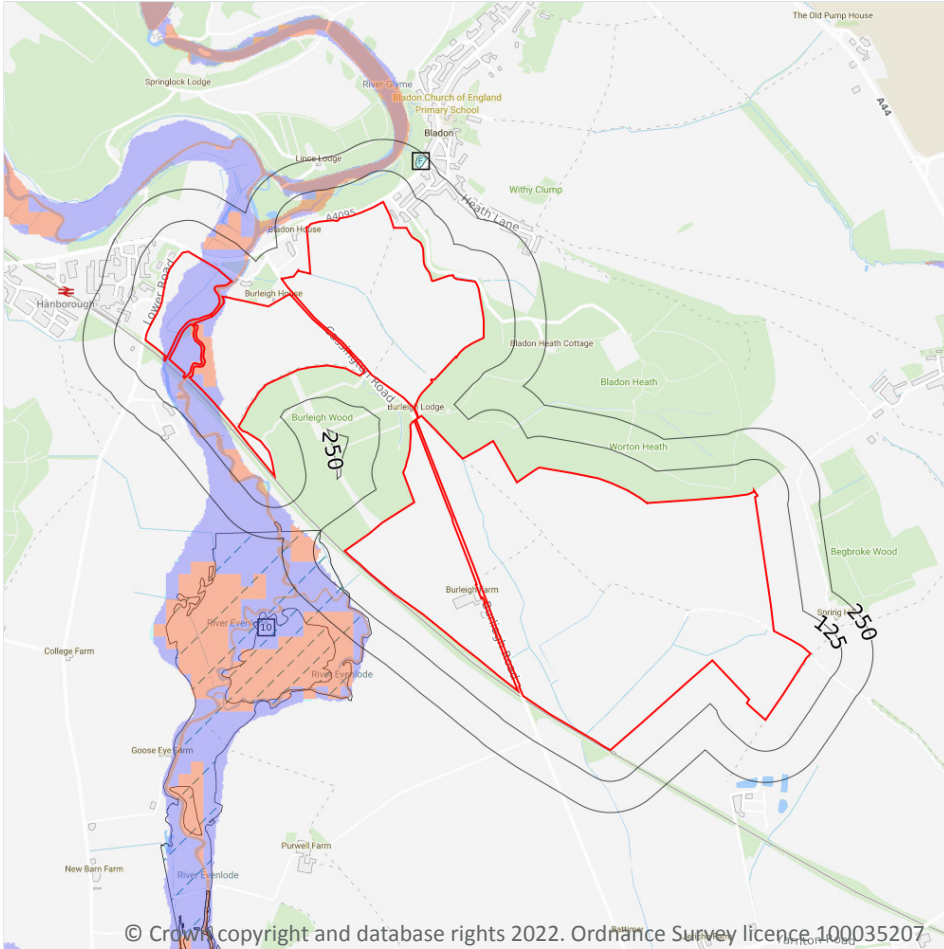 The Old Pump House
A44
Springlock Lodge
River Glyme
Bladon Church of England
Primary School
Bladon
Lince Lodge
Withy Clump
Heath Lane
A4095
Bladon House
Lower Road
Hanborough
Burleigh House
Cassington Road
Bladon Heath Cottage
Bladon Heath
Burleigh Lodge
Burleigh Wood
250
Worton Heath
Begbroke Wood
Burleigh Farm
Burleigh Road
Spring Hill
250
125
River Evenlode
10
College Farm
River Evenlode
Goose Eye Farm
Purwell Farm
New Barn Farm
River Evenlode
© Crown copyright and database rights 2022. Ordnance Survey licence 100035207